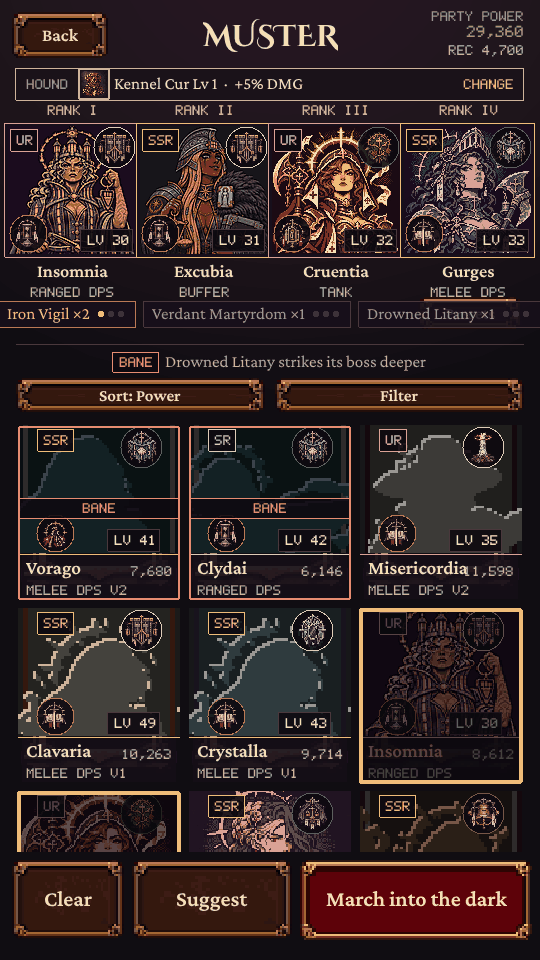 Back
MUSTER
PARTY POWER
29,360
REC 4,700
HOUND Kennel Cur Lv 1 · +5% DMG CHANGE
RANK I RANK II RANK III RANK IV
UR SSR UR SSR
LV 30 LV 31 LV 32 LV 33
Insomnia Excubia Cruentia Gurges
RANGED DPS BUFFER TANK MELEE DPS
Iron Vigil ×2 Verdant Martyrdom ×1 Drowned Litany ×1
BANE Drowned Litany strikes its boss deeper
Sort: Power Filter
SSR SR UR
BANE BANE
LV 41 LV 42 LV 35
Vorago 7,680 Clydai 6,146 Misericordia 11,598
MELEE DPS V2 RANGED DPS MELEE DPS V2
SSR SSR UR
LV 49 LV 43 LV 30
Clavaria 10,263 Crystalla 9,714 Insomnia 8,612
MELEE DPS V1 MELEE DPS V1 RANGED DPS
UR SSR SSR
Clear Suggest March into the dark